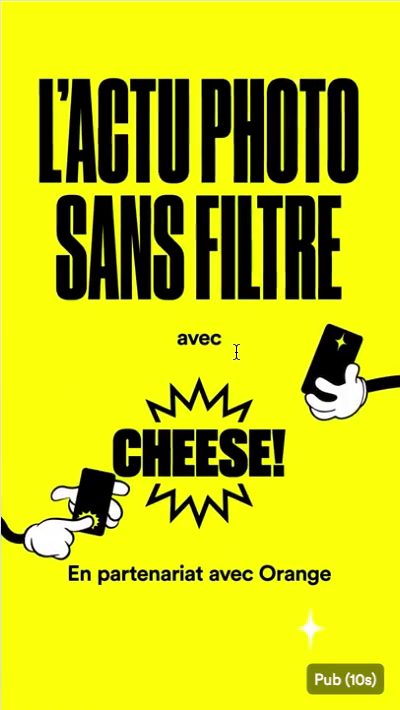 L'ACTU PHOTO
SANS FILTRE
avec
CHEESE!
En partenariat avec Orange
Pub (10s)